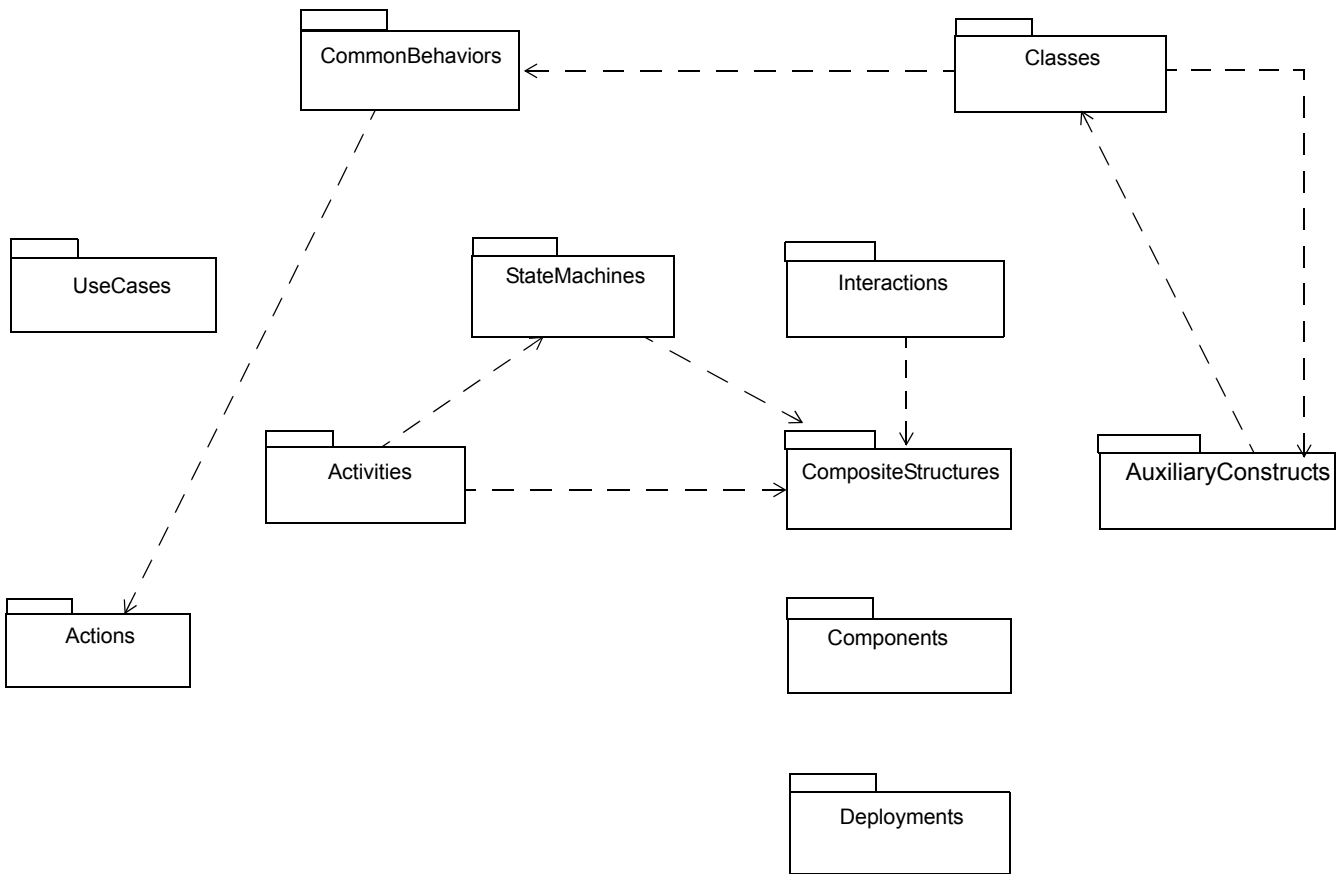 CommonBehaviors
Classes
UseCases
StateMachines
Interactions
Activities
CompositeStructures
AuxiliaryConstructs
Actions
Components
Deployments